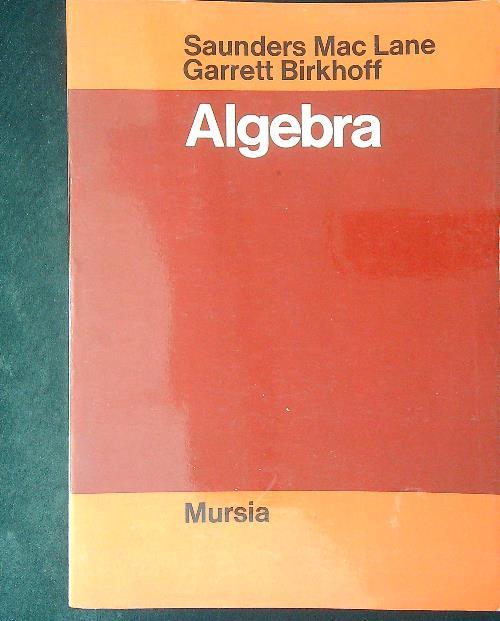 Saunders Mac Lane
Garrett Birkhoff
Algebra
Mursia